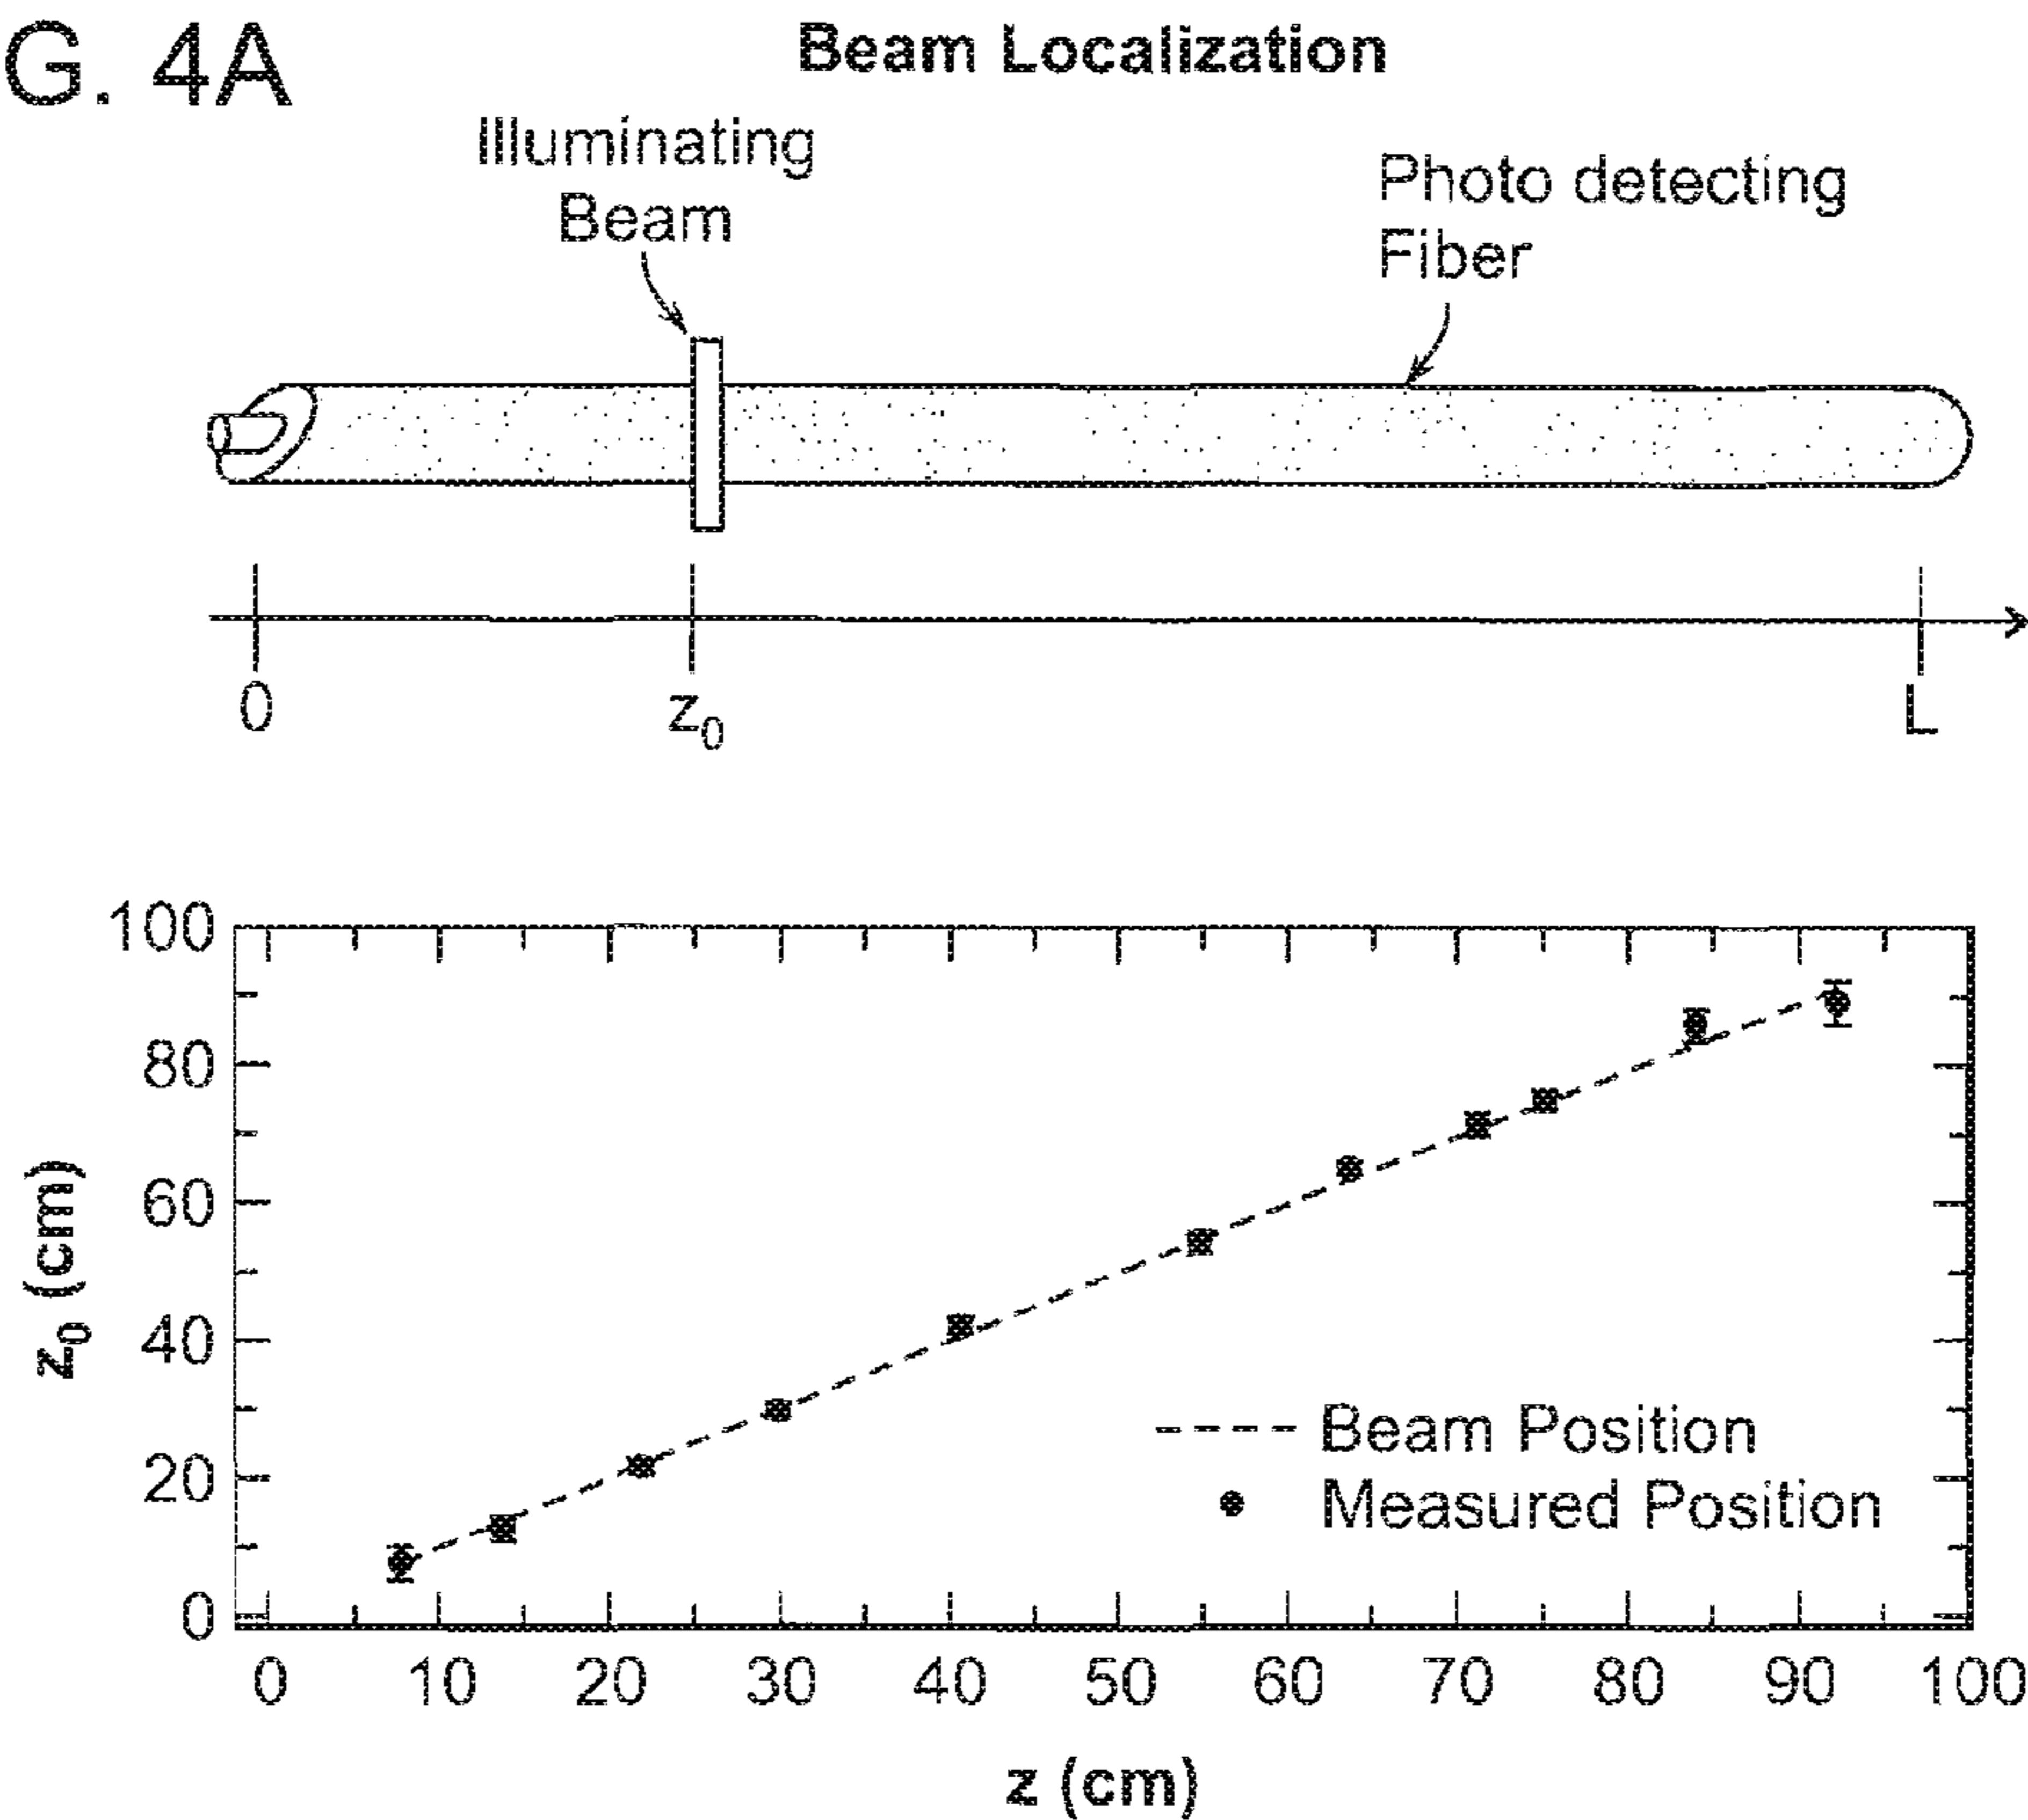 G. 4A
Beam Localization
Illuminating
Beam
Photo detecting
Fiber
0
z₀
L
100
80
60
40
20
0
z₀ (cm)
Beam Position
Measured Position
0 10 20 30 40 50 60 70 80 90 100
z (cm)